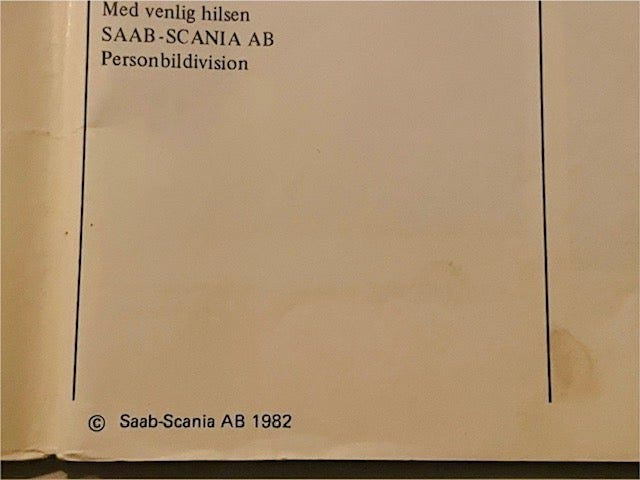 Med venlig hilsen
SAAB-SCANIA AB
Personbildivision
© Saab-Scania AB 1982